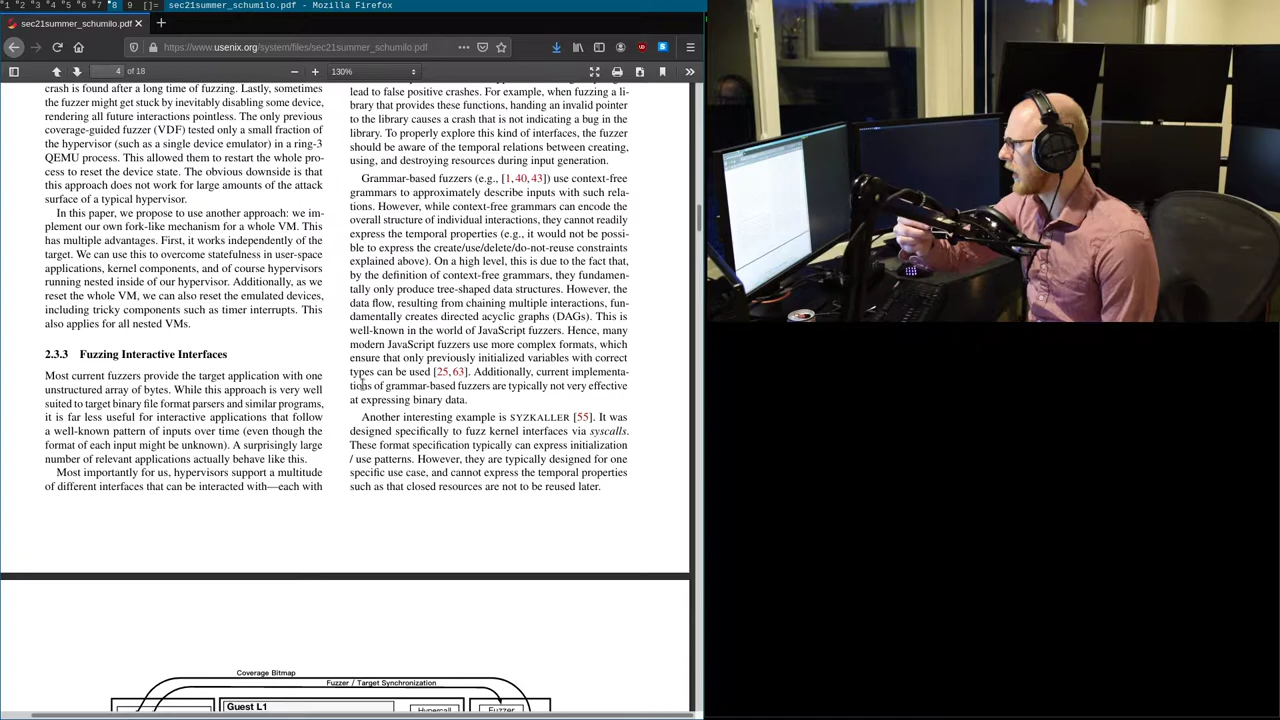 1 2 3 4 5 6 7 8 9 []= sec21summer_schumilo.pdf - Mozilla Firefox
sec21summer_schumilo.pdf
https://www.usenix.org/system/files/sec21summer_schumilo.pdf
4 of 18
130%
crash is found after a long time of fuzzing. Lastly, sometimes
the fuzzer might get stuck by inevitably disabling some device,
rendering all future interactions pointless. The only previous
coverage-guided fuzzer (VDF) tested only a small fraction of
the hypervisor (such as a single device emulator) in a ring-3
QEMU process. This allowed them to restart the whole pro-
cess to reset the device state. The obvious downside is that
this approach does not work for large amounts of the attack
surface of a typical hypervisor.
In this paper, we propose to use another approach: we im-
plement our own fork-like mechanism for a whole VM. This
has multiple advantages. First, it works independently of the
target. We can use this to overcome statefulness in user-space
applications, kernel components, and of course hypervisors
running nested inside of our hypervisor. Additionally, as we
reset the whole VM, we can also reset the emulated devices,
including tricky components such as timer interrupts. This
also applies for all nested VMs.
2.3.3 Fuzzing Interactive Interfaces
Most current fuzzers provide the target application with one
unstructured array of bytes. While this approach is very well
suited to target binary file format parsers and similar programs,
it is far less useful for interactive applications that follow
a well-known pattern of inputs over time (even though the
format of each input might be unknown). A surprisingly large
number of relevant applications actually behave like this.
Most importantly for us, hypervisors support a multitude
of different interfaces that can be interacted with—each with
lead to false positive crashes. For example, when fuzzing a li-
brary that provides these functions, handing an invalid pointer
to the library causes a crash that is not indicating a bug in the
library. To properly explore this kind of interfaces, the fuzzer
should be aware of the temporal relations between creating,
using, and destroying resources during input generation.
Grammar-based fuzzers (e.g., [1,40,43]) use context-free
grammars to approximately describe inputs with such rela-
tions. However, while context-free grammars can encode the
overall structure of individual interactions, they cannot readily
express the temporal properties (e.g., it would not be possi-
ble to express the create/use/delete/do-not-reuse constraints
explained above). On a high level, this is due to the fact that,
by the definition of context-free grammars, they fundamen-
tally only produce tree-shaped data structures. However, the
data flow, resulting from chaining multiple interactions, fun-
damentally creates directed acyclic graphs (DAGs). This is
well-known in the world of JavaScript fuzzers. Hence, many
modern JavaScript fuzzers use more complex formats, which
ensure that only previously initialized variables with correct
types can be used [25,63]. Additionally, current implementa-
tions of grammar-based fuzzers are typically not very effective
at expressing binary data.
Another interesting example is SYZKALLER [55]. It was
designed specifically to fuzz kernel interfaces via syscalls.
These format specification typically can express initialization
/ use patterns. However, they are typically designed for one
specific use case, and cannot express the temporal properties
such as that closed resources are not to be reused later.
Coverage Bitmap
Fuzzer / Target Synchronization
Guest L1
Hypercall
Fuzzer